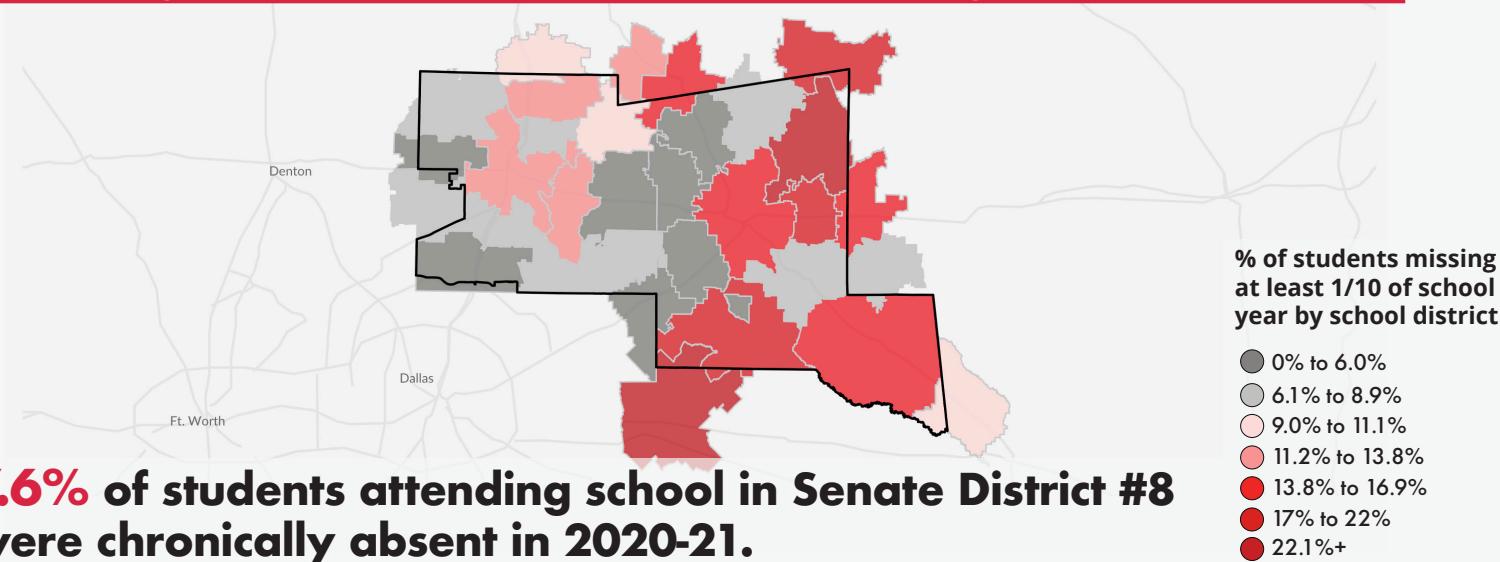 Denton
Dallas
Ft. Worth
% of students missing
at least 1/10 of school
year by school district
0% to 6.0%
6.1% to 8.9%
9.0% to 11.1%
11.2% to 13.8%
13.8% to 16.9%
17% to 22%
22.1%+
.6% of students attending school in Senate District #8
were chronically absent in 2020-21.